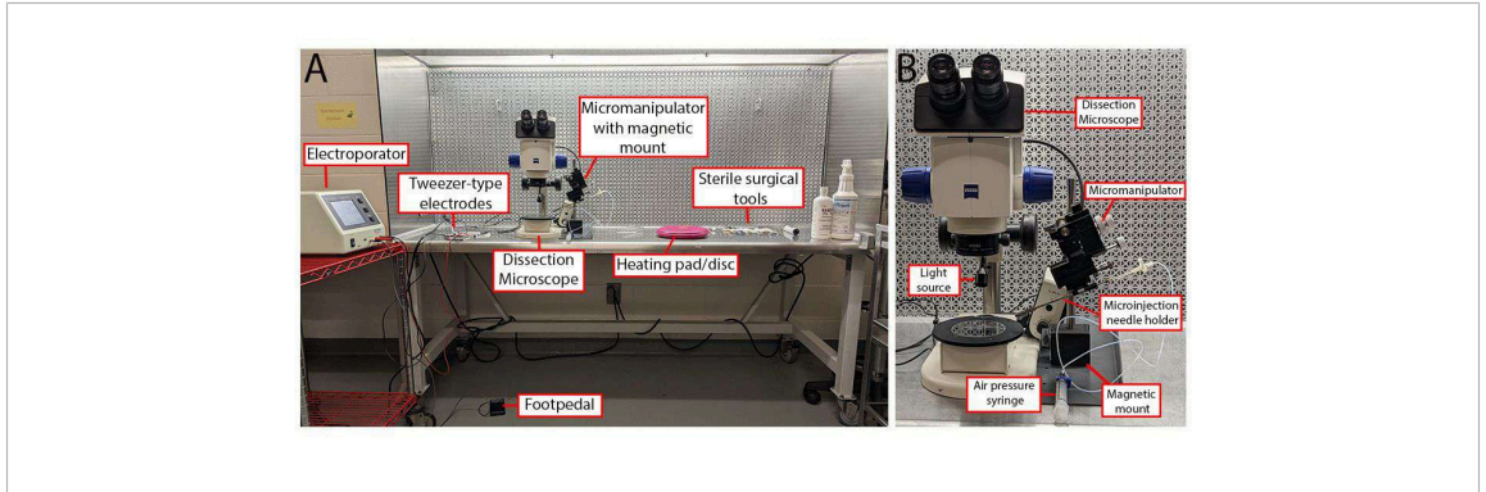 A
Electroporator
Tweezer-type
electrodes
Micromanipulator
with magnetic
mount
Sterile surgical
tools
Dissection
Microscope
Heating pad/disc
Footpedal
B
Dissection
Microscope
Micromanipulator
Light
source
Microinjection
needle holder
Air pressure
syringe
Magnetic
mount